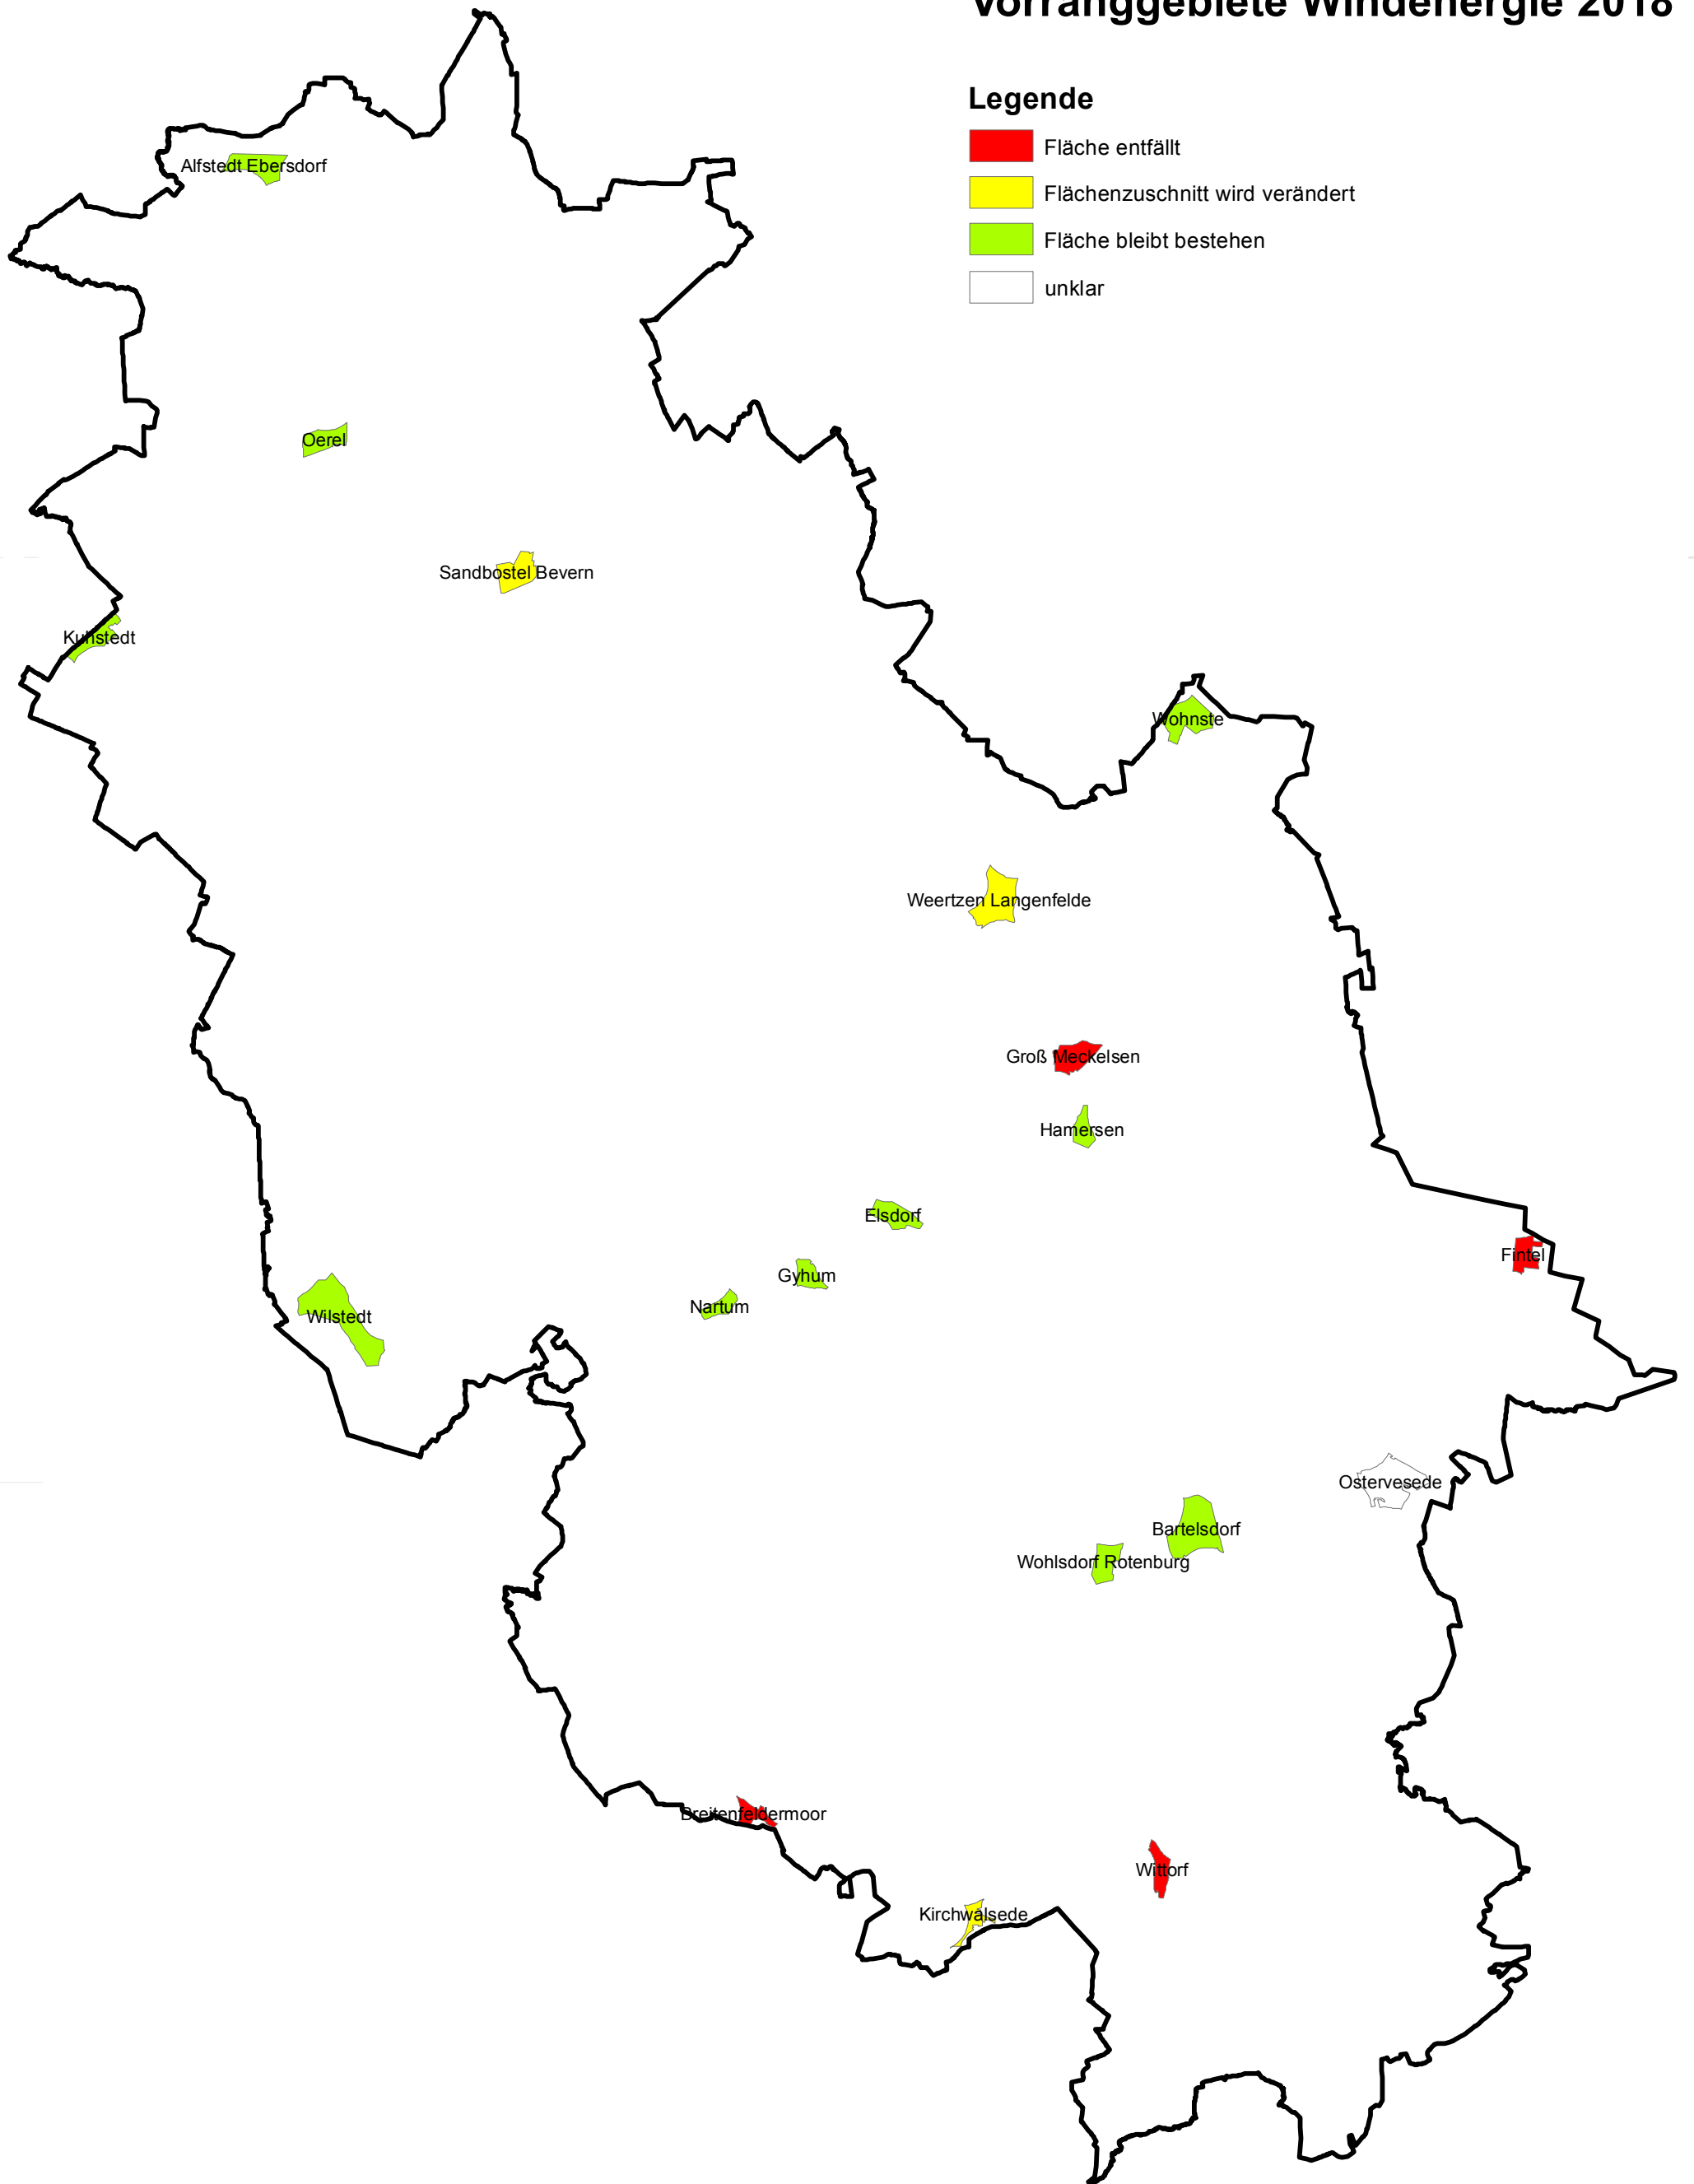 Vorranggebiete Windenergie 2018
Legende
Fläche entfällt
Flächenzuschnitt wird verändert
Fläche bleibt bestehen
unklar
Alfstedt Ebersdorf
Oerel
Sandbostel Bevern
Kuhstedt
Wohnste
Weertzen Langenfelde
Groß Meckelsen
Hamersen
Elsdorf
Fintel
Gyhum
Nartum
Wilstedt
Ostervesede
Bartelsdorf
Wohlsdorf Rotenburg
Breitenfeldermoor
Wittorf
Kirchwalsede